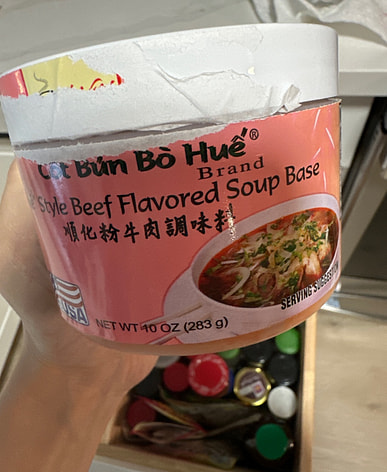 Cốt Bún Bò Huế®
Brand
Style Beef Flavored Soup Base
順化粉牛肉調味料
SERVING SUGGESTION
USA
NET WT 10 OZ (283 g)